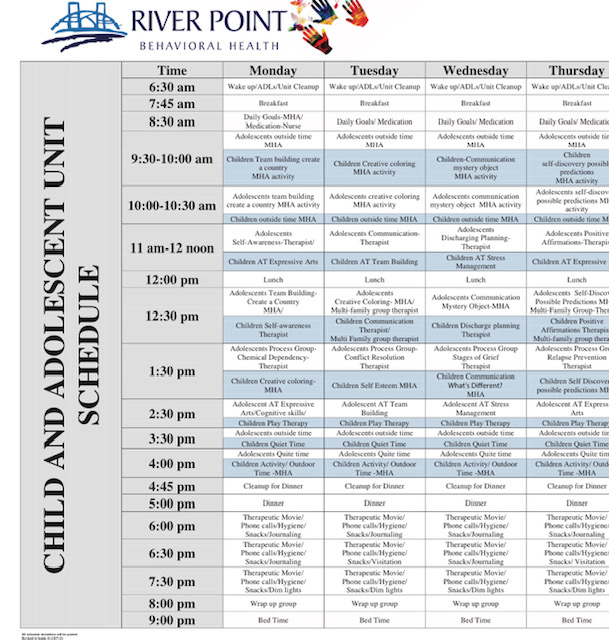 RIVER POINT
BEHAVIORAL HEALTH
CHILD AND ADOLESCENT UNIT
SCHEDULE
Time Monday Tuesday Wednesday Thursday
6:30 am Wake up/ADLs/Unit Cleanup Wake up/ADLs/Unit Cleanup Wake up/ADLs/Unit Cleanup Wake up/ADLs/Unit
7:45 am Breakfast Breakfast Breakfast Breakfast
8:30 am Daily Goals-MHA/ Daily Goals/ Medication Daily Goals/ Medication Daily Goals/
Medication-Nurse
9:30-10:00 am Adolescents outside time Adolescents outside time Adolescents outside time Adolescents outside
MHA MHA MHA MHA
Children Team building create Children Creative coloring Children-Communication Children
a country MHA activity mystery object self-discovery
MHA activity MHA activity predictions
MHA activity
10:00-10:30 am Adolescents team building Adolescents creative coloring Adolescents communication Adolescents
create a country MHA activity MHA activity mystery object MHA activity possible predictions
activity
Children outside time MHA Children outside time MHA Children outside time MHA Children outside time
11 am-12 noon Adolescents Adolescents Communication- Adolescents Adolescents Positive
Self-Awareness-Therapist/ Therapist Discharging Planning- Affirmations-
Therapist
Children AT Expressive Arts Children AT Team Building Children AT Stress Children AT Expressive
Management
12:00 pm Lunch Lunch Lunch Lunch
12:30 pm Adolescents Team Building- Adolescents Adolescents Communication Adolescents
Create a Country Creative Coloring- MHA/ Mystery Object-MHA Possible Predictions
MHA/ Multi-family group therapist Multi-Family
Children Self-awareness Children Communication Children Discharge planning Children Positive
Therapist Therapist/ Therapist Affirmations
Multi Family Group therapist Multi-family group
1:30 pm Adolescents Process Group- Adolescents Process Group- Adolescents Process Group Adolescents Process
Chemical Dependency- Conflict Resolution Stages of Grief Relapse Prevention
Therapist Therapist Therapist Therapist
Children Creative coloring- Children Self Esteem MHA Children Communication Children Self
MHA What's Different? possible predictions
MHA
2:30 pm Adolescent AT Expressive Adolescent AT Team Adolescent AT Stress Adolescent AT
Arts/Cognitive skills/ Building Management Arts
Children Play Therapy Children Play Therapy Children Play Therapy Children Play Therapy
3:30 pm Adolescents outside time Adolescents outside time Adolescents outside time Adolescents outside
Children Quiet Time Children Quiet Time Children Quiet Time Children Quiet Time
4:00 pm Adolescents Quite time Adolescents Quite time Adolescents Quite time Adolescents Quite
Children Activity/ Outdoor Children Activity/ Outdoor Children Activity/ Outdoor Children Activity/
Time -MHA Time -MHA Time -MHA Time -MHA
4:45 pm Cleanup for Dinner Cleanup for Dinner Cleanup for Dinner Cleanup for Dinner
5:00 pm Dinner Dinner Dinner Dinner
6:00 pm Therapeutic Movie/ Therapeutic Movie/ Therapeutic Movie/ Therapeutic Movie/
Phone calls/Hygiene/ Phone calls/Hygiene/ Phone calls/Hygiene/ Phone calls/Hygiene/
Snacks/Journaling Snacks/Journaling Snacks/Journaling Snacks/Journaling
6:30 pm Therapeutic Movie/ Therapeutic Movie/ Therapeutic Movie/ Therapeutic Movie/
Phone calls/Hygiene/ Phone calls/Hygiene/ Phone calls/Hygiene/ Phone calls/Hygiene/
Snacks/Journaling Snacks/ Visitation Snacks/Journaling Snacks/ Visitation
7:30 pm Therapeutic Movie/ Therapeutic Movie/ Therapeutic Movie/ Therapeutic Movie/
Phone calls/Hygiene/ Phone calls/Hygiene/ Phone calls/Hygiene/ Phone calls/Hygiene/
Snacks/Dim lights Snacks/Dim lights Snacks/Dim lights Snacks/Dim lights
8:00 pm Wrap up group Wrap up group Wrap up group Wrap up group
9:00 pm Bed Time Bed Time Bed Time Bed Time